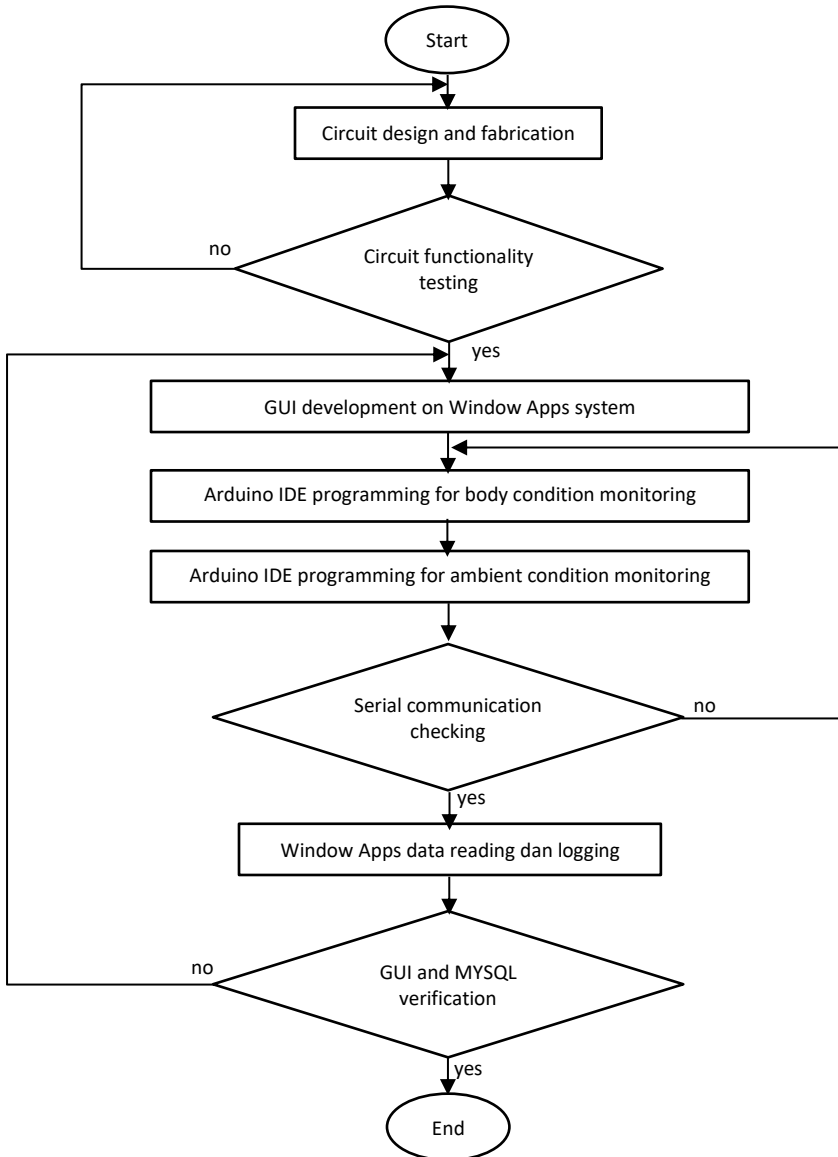 Start
Circuit design and fabrication
no
Circuit functionality
testing
yes
GUI development on Window Apps system
Arduino IDE programming for body condition monitoring
Arduino IDE programming for ambient condition monitoring
Serial communication
checking
no
yes
Window Apps data reading dan logging
no
GUI and MYSQL
verification
yes
End